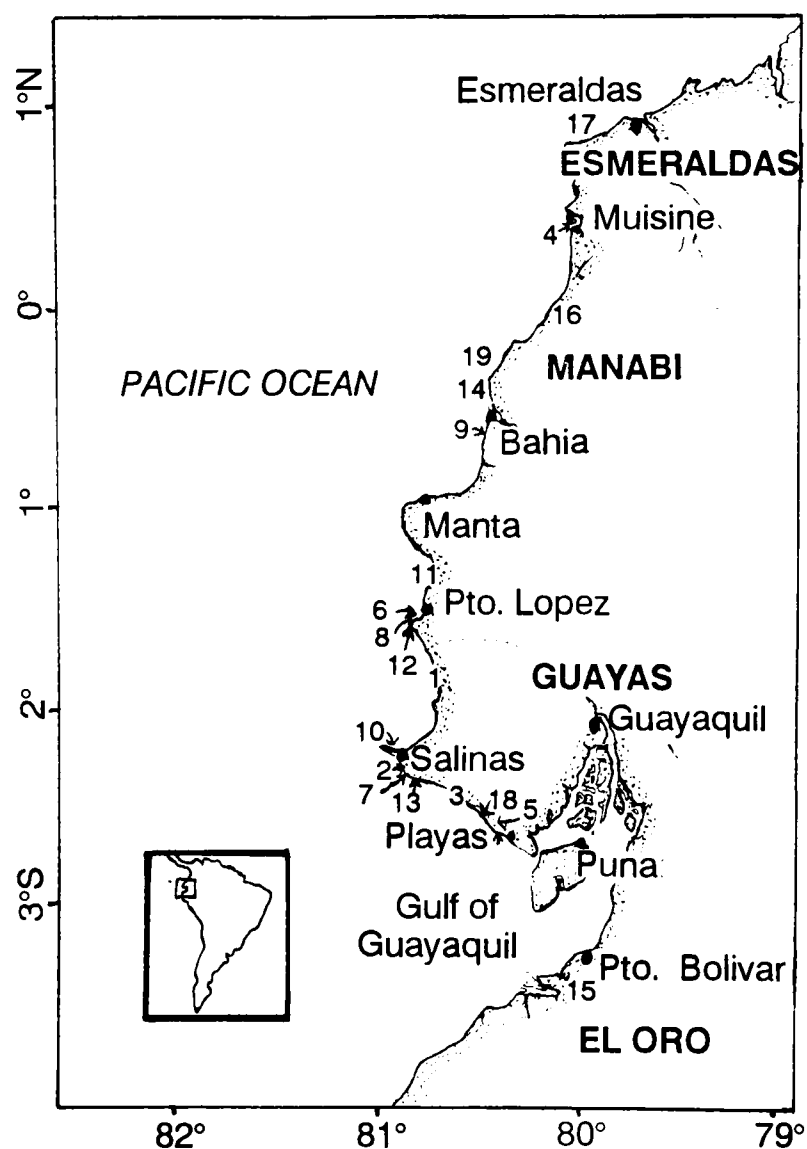 1°N
Esmeraldas
17
ESMERALDAS
Muisine
4
0°
16
19
MANABI
PACIFIC OCEAN
14
9
Bahia
1°
Manta
11
6
Pto. Lopez
8
12
1
GUAYAS
2°
Guayaquil
10
Salinas
2
7
13
3
18
5
Playas
Puna
3°S
Gulf of
Guayaquil
Pto. Bolivar
15
EL ORO
82°
81°
80°
79°